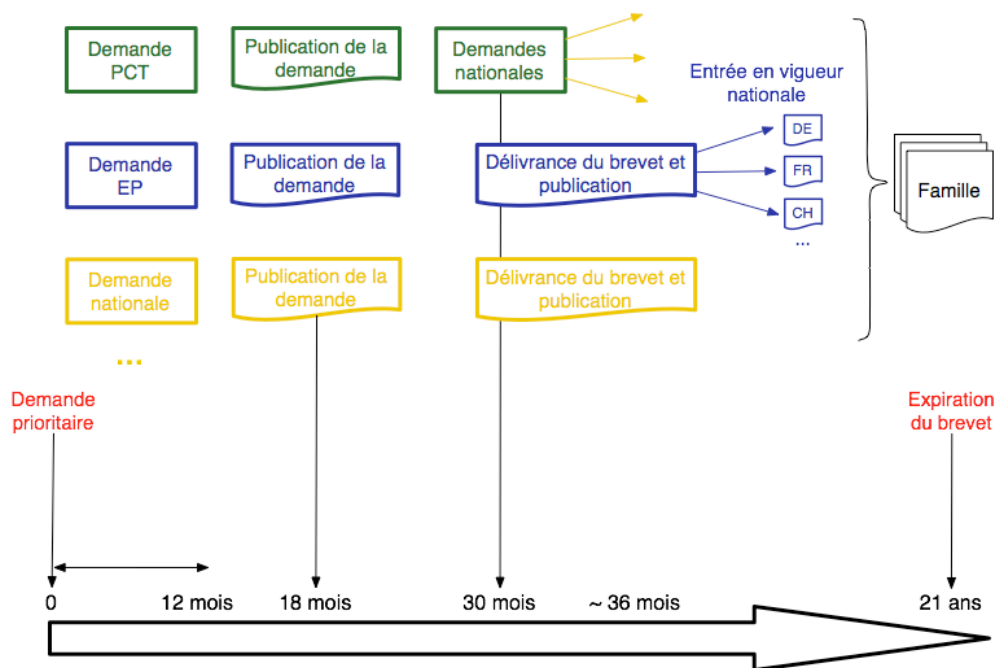 Demande
PCT
Publication de la
demande
Demandes
nationales
Entrée en vigueur
nationale
Demande
EP
Publication de la
demande
Délivrance du brevet et
publication
DE
FR
CH
...
Famille
Demande
nationale
Publication de la
demande
Délivrance du brevet et
publication
...
Demande
prioritaire
Expiration
du brevet
0
12 mois
18 mois
30 mois
~ 36 mois
21 ans